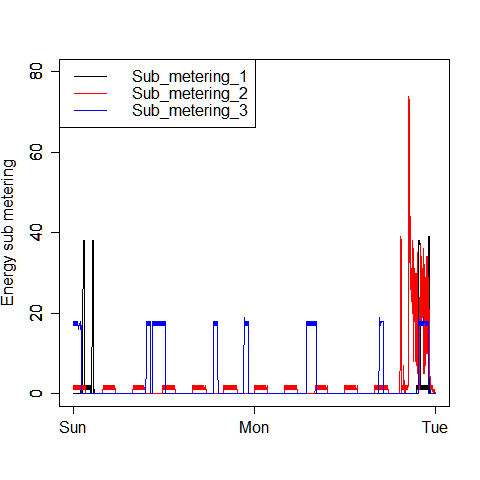 80
Sub_metering_1
Sub_metering_2
Sub_metering_3
60
Energy sub metering
40
20
0
Sun Mon Tue